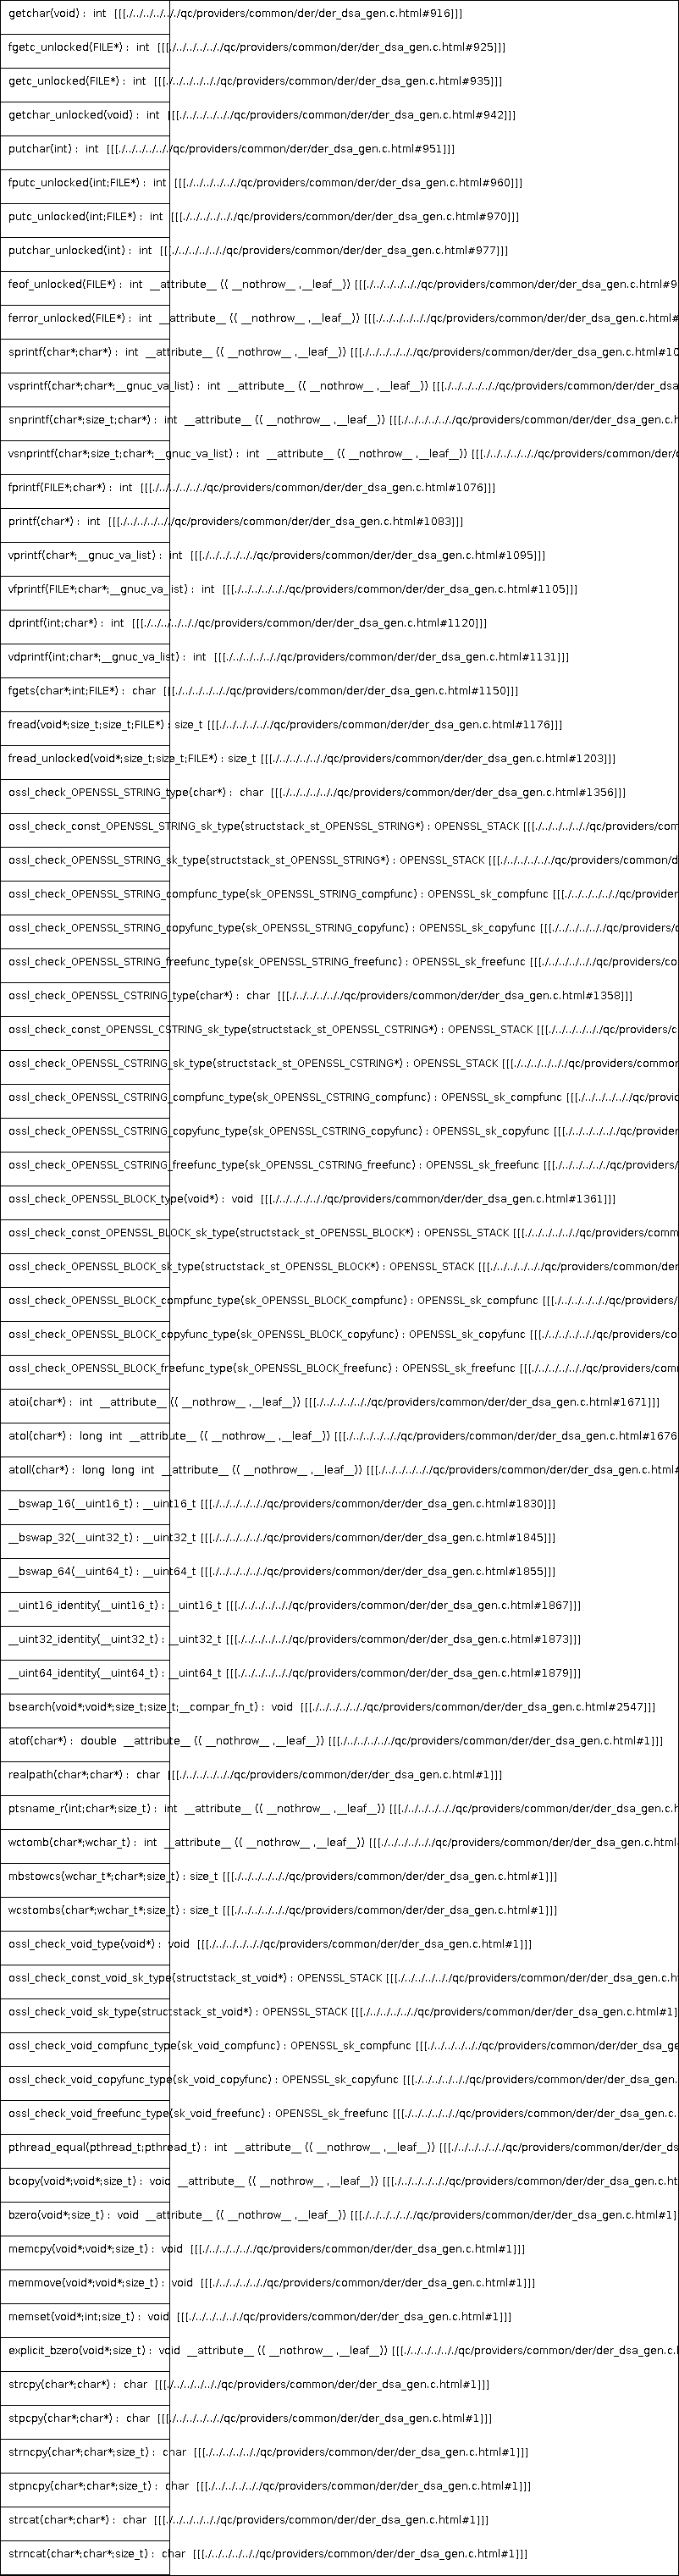 getchar(void) : int [[[./../../../../qc/providers/common/der/der_dsa_gen.c.html#916]]]
fgetc_unlocked(FILE*) : int [[[./../../../../qc/providers/common/der/der_dsa_gen.c.html#925]]]
getc_unlocked(FILE*) : int [[[./../../../../qc/providers/common/der/der_dsa_gen.c.html#935]]]
getchar_unlocked(void) : int [[[./../../../../qc/providers/common/der/der_dsa_gen.c.html#942]]]
putchar(int) : int [[[./../../../../qc/providers/common/der/der_dsa_gen.c.html#951]]]
fputc_unlocked(int;FILE*) : int [[[./../../../../qc/providers/common/der/der_dsa_gen.c.html#960]]]
putc_unlocked(int;FILE*) : int [[[./../../../../qc/providers/common/der/der_dsa_gen.c.html#970]]]
putchar_unlocked(int) : int [[[./../../../../qc/providers/common/der/der_dsa_gen.c.html#977]]]
feof_unlocked(FILE*) : int __attribute__ (( __nothrow__ ,__leaf__)) [[[./../../../../qc/providers/common/der/der_dsa_gen.c.html#9
ferror_unlocked(FILE*) : int __attribute__ (( __nothrow__ ,__leaf__)) [[[./../../../../qc/providers/common/der/der_dsa_gen.c.html#
sprintf(char*;char*) : int __attribute__ (( __nothrow__ ,__leaf__)) [[[./../../../../qc/providers/common/der/der_dsa_gen.c.html#10
vsprintf(char*;char*;__gnuc_va_list) : int __attribute__ (( __nothrow__ ,__leaf__)) [[[./../../../../qc/providers/common/der/der_dsa
snprintf(char*;size_t;char*) : int __attribute__ (( __nothrow__ ,__leaf__)) [[[./../../../../qc/providers/common/der/der_dsa_gen.c.h
vsnprintf(char*;size_t;char*;__gnuc_va_list) : int __attribute__ (( __nothrow__ ,__leaf__)) [[[./../../../../qc/providers/common/der/
fprintf(FILE*;char*) : int [[[./../../../../qc/providers/common/der/der_dsa_gen.c.html#1076]]]
printf(char*) : int [[[./../../../../qc/providers/common/der/der_dsa_gen.c.html#1083]]]
vprintf(char*;__gnuc_va_list) : int [[[./../../../../qc/providers/common/der/der_dsa_gen.c.html#1095]]]
vfprintf(FILE*;char*;__gnuc_va_list) : int [[[./../../../../qc/providers/common/der/der_dsa_gen.c.html#1105]]]
dprintf(int;char*) : int [[[./../../../../qc/providers/common/der/der_dsa_gen.c.html#1120]]]
vdprintf(int;char*;__gnuc_va_list) : int [[[./../../../../qc/providers/common/der/der_dsa_gen.c.html#1131]]]
fgets(char*;int;FILE*) : char [[[./../../../../qc/providers/common/der/der_dsa_gen.c.html#1150]]]
fread(void*;size_t;size_t;FILE*) : size_t [[[./../../../../qc/providers/common/der/der_dsa_gen.c.html#1176]]]
fread_unlocked(void*;size_t;size_t;FILE*) : size_t [[[./../../../../qc/providers/common/der/der_dsa_gen.c.html#1203]]]
ossl_check_OPENSSL_STRING_type(char*) : char [[[./../../../../qc/providers/common/der/der_dsa_gen.c.html#1356]]]
ossl_check_const_OPENSSL_STRING_sk_type(structstack_st_OPENSSL_STRING*) : OPENSSL_STACK [[[./../../../../qc/providers/com
ossl_check_OPENSSL_STRING_sk_type(structstack_st_OPENSSL_STRING*) : OPENSSL_STACK [[[./../../../../qc/providers/common/d
ossl_check_OPENSSL_STRING_compfunc_type(sk_OPENSSL_STRING_compfunc) : OPENSSL_sk_compfunc [[[./../../../../qc/provider
ossl_check_OPENSSL_STRING_copyfunc_type(sk_OPENSSL_STRING_copyfunc) : OPENSSL_sk_copyfunc [[[./../../../../qc/providers/
ossl_check_OPENSSL_STRING_freefunc_type(sk_OPENSSL_STRING_freefunc) : OPENSSL_sk_freefunc [[[./../../../../qc/providers/co
ossl_check_OPENSSL_CSTRING_type(char*) : char [[[./../../../../qc/providers/common/der/der_dsa_gen.c.html#1358]]]
ossl_check_const_OPENSSL_CSTRING_sk_type(structstack_st_OPENSSL_CSTRING*) : OPENSSL_STACK [[[./../../../../qc/providers/c
ossl_check_OPENSSL_CSTRING_sk_type(structstack_st_OPENSSL_CSTRING*) : OPENSSL_STACK [[[./../../../../qc/providers/common
ossl_check_OPENSSL_CSTRING_compfunc_type(sk_OPENSSL_CSTRING_compfunc) : OPENSSL_sk_compfunc [[[./../../../../qc/provid
ossl_check_OPENSSL_CSTRING_copyfunc_type(sk_OPENSSL_CSTRING_copyfunc) : OPENSSL_sk_copyfunc [[[./../../../../qc/provider
ossl_check_OPENSSL_CSTRING_freefunc_type(sk_OPENSSL_CSTRING_freefunc) : OPENSSL_sk_freefunc [[[./../../../../qc/providers/
ossl_check_OPENSSL_BLOCK_type(void*) : void [[[./../../../../qc/providers/common/der/der_dsa_gen.c.html#1361]]]
ossl_check_const_OPENSSL_BLOCK_sk_type(structstack_st_OPENSSL_BLOCK*) : OPENSSL_STACK [[[./../../../../qc/providers/comm
ossl_check_OPENSSL_BLOCK_sk_type(structstack_st_OPENSSL_BLOCK*) : OPENSSL_STACK [[[./../../../../qc/providers/common/der
ossl_check_OPENSSL_BLOCK_compfunc_type(sk_OPENSSL_BLOCK_compfunc) : OPENSSL_sk_compfunc [[[./../../../../qc/providers/
ossl_check_OPENSSL_BLOCK_copyfunc_type(sk_OPENSSL_BLOCK_copyfunc) : OPENSSL_sk_copyfunc [[[./../../../../qc/providers/co
ossl_check_OPENSSL_BLOCK_freefunc_type(sk_OPENSSL_BLOCK_freefunc) : OPENSSL_sk_freefunc [[[./../../../../qc/providers/com
atoi(char*) : int __attribute__ (( __nothrow__ ,__leaf__)) [[[./../../../../qc/providers/common/der/der_dsa_gen.c.html#1671]]]
atol(char*) : long int __attribute__ (( __nothrow__ ,__leaf__)) [[[./../../../../qc/providers/common/der/der_dsa_gen.c.html#1676
atoll(char*) : long long int __attribute__ (( __nothrow__ ,__leaf__)) [[[./../../../../qc/providers/common/der/der_dsa_gen.c.html#
__bswap_16(__uint16_t) : __uint16_t [[[./../../../../qc/providers/common/der/der_dsa_gen.c.html#1830]]]
__bswap_32(__uint32_t) : __uint32_t [[[./../../../../qc/providers/common/der/der_dsa_gen.c.html#1845]]]
__bswap_64(__uint64_t) : __uint64_t [[[./../../../../qc/providers/common/der/der_dsa_gen.c.html#1855]]]
__uint16_identity(__uint16_t) : __uint16_t [[[./../../../../qc/providers/common/der/der_dsa_gen.c.html#1867]]]
__uint32_identity(__uint32_t) : __uint32_t [[[./../../../../qc/providers/common/der/der_dsa_gen.c.html#1873]]]
__uint64_identity(__uint64_t) : __uint64_t [[[./../../../../qc/providers/common/der/der_dsa_gen.c.html#1879]]]
bsearch(void*;void*;size_t;size_t;__compar_fn_t) : void [[[./../../../../qc/providers/common/der/der_dsa_gen.c.html#2547]]]
atof(char*) : double __attribute__ (( __nothrow__ ,__leaf__)) [[[./../../../../qc/providers/common/der/der_dsa_gen.c.html#1]]]
realpath(char*;char*) : char [[[./../../../../qc/providers/common/der/der_dsa_gen.c.html#1]]]
ptsname_r(int;char*;size_t) : int __attribute__ (( __nothrow__ ,__leaf__)) [[[./../../../../qc/providers/common/der/der_dsa_gen.c.h
wctomb(char*;wchar_t) : int __attribute__ (( __nothrow__ ,__leaf__)) [[[./../../../../qc/providers/common/der/der_dsa_gen.c.html
mbstowcs(wchar_t*;char*;size_t) : size_t [[[./../../../../qc/providers/common/der/der_dsa_gen.c.html#1]]]
wcstombs(char*;wchar_t*;size_t) : size_t [[[./../../../../qc/providers/common/der/der_dsa_gen.c.html#1]]]
ossl_check_void_type(void*) : void [[[./../../../../qc/providers/common/der/der_dsa_gen.c.html#1]]]
ossl_check_const_void_sk_type(structstack_st_void*) : OPENSSL_STACK [[[./../../../../qc/providers/common/der/der_dsa_gen.c.h
ossl_check_void_sk_type(structstack_st_void*) : OPENSSL_STACK [[[./../../../../qc/providers/common/der/der_dsa_gen.c.html#1]
ossl_check_void_compfunc_type(sk_void_compfunc) : OPENSSL_sk_compfunc [[[./../../../../qc/providers/common/der/der_dsa_ge
ossl_check_void_copyfunc_type(sk_void_copyfunc) : OPENSSL_sk_copyfunc [[[./../../../../qc/providers/common/der/der_dsa_gen.
ossl_check_void_freefunc_type(sk_void_freefunc) : OPENSSL_sk_freefunc [[[./../../../../qc/providers/common/der/der_dsa_gen.c.
pthread_equal(pthread_t;pthread_t) : int __attribute__ (( __nothrow__ ,__leaf__)) [[[./../../../../qc/providers/common/der/der_ds
bcopy(void*;void*;size_t) : void __attribute__ (( __nothrow__ ,__leaf__)) [[[./../../../../qc/providers/common/der/der_dsa_gen.c.ht
bzero(void*;size_t) : void __attribute__ (( __nothrow__ ,__leaf__)) [[[./../../../../qc/providers/common/der/der_dsa_gen.c.html#1]
memcpy(void*;void*;size_t) : void [[[./../../../../qc/providers/common/der/der_dsa_gen.c.html#1]]]
memmove(void*;void*;size_t) : void [[[./../../../../qc/providers/common/der/der_dsa_gen.c.html#1]]]
memset(void*;int;size_t) : void [[[./../../../../qc/providers/common/der/der_dsa_gen.c.html#1]]]
explicit_bzero(void*;size_t) : void __attribute__ (( __nothrow__ ,__leaf__)) [[[./../../../../qc/providers/common/der/der_dsa_gen.c.
strcpy(char*;char*) : char [[[./../../../../qc/providers/common/der/der_dsa_gen.c.html#1]]]
stpcpy(char*;char*) : char [[[./../../../../qc/providers/common/der/der_dsa_gen.c.html#1]]]
strncpy(char*;char*;size_t) : char [[[./../../../../qc/providers/common/der/der_dsa_gen.c.html#1]]]
stpncpy(char*;char*;size_t) : char [[[./../../../../qc/providers/common/der/der_dsa_gen.c.html#1]]]
strcat(char*;char*) : char [[[./../../../../qc/providers/common/der/der_dsa_gen.c.html#1]]]
strncat(char*;char*;size_t) : char [[[./../../../../qc/providers/common/der/der_dsa_gen.c.html#1]]]